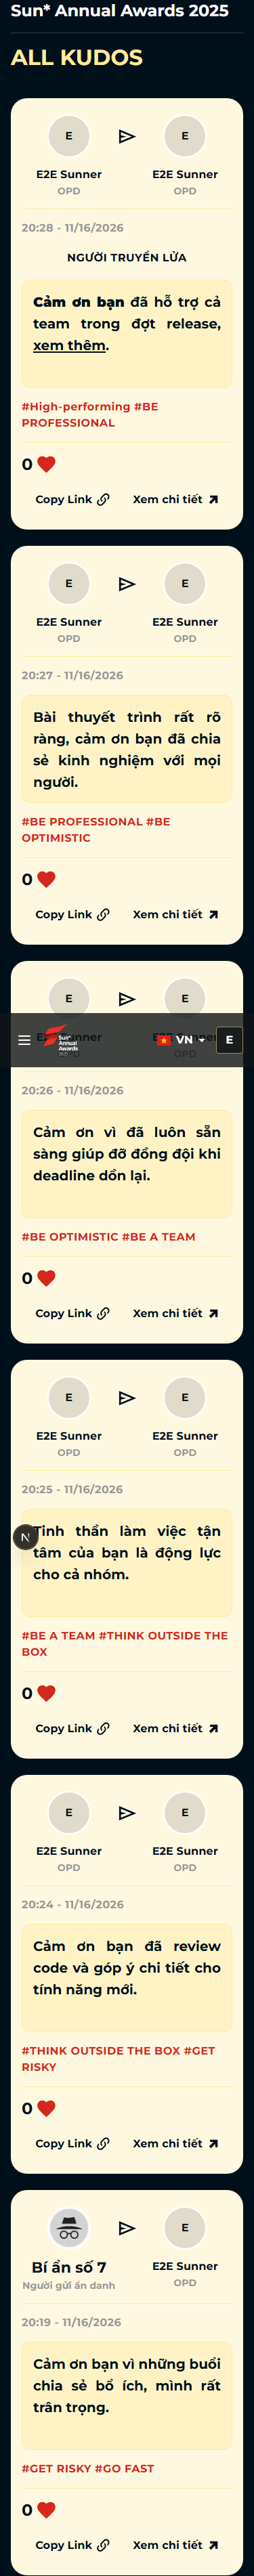 Sun* Annual Awards 2025
ALL KUDOS
E
E
E2E Sunner
E2E Sunner
OPD
OPD
20:28 - 11/16/2026
NGƯỜI TRUYỀN LỬA
Cảm ơn bạn đã hỗ trợ cả
team trong đợt release,
xem thêm.
#High-performing #BE
PROFESSIONAL
0
Copy Link
Xem chi tiết
E
E
E2E Sunner
E2E Sunner
OPD
OPD
20:27 - 11/16/2026
Bài thuyết trình rất rõ
ràng, cảm ơn bạn đã chia
sẻ kinh nghiệm với mọi
người.
#BE PROFESSIONAL #BE
OPTIMISTIC
0
Copy Link
Xem chi tiết
E
E
Sun*
Annual
Awards
2025
VN
E
20:26 - 11/16/2026
Cảm ơn vì đã luôn sẵn
sàng giúp đỡ đồng đội khi
deadline dồn lại.
#BE OPTIMISTIC #BE A TEAM
0
Copy Link
Xem chi tiết
E
E
E2E Sunner
E2E Sunner
OPD
OPD
20:25 - 11/16/2026
N
Tinh thần làm việc tận
tâm của bạn là động lực
cho cả nhóm.
#BE A TEAM #THINK OUTSIDE THE
BOX
0
Copy Link
Xem chi tiết
E
E
E2E Sunner
E2E Sunner
OPD
OPD
20:24 - 11/16/2026
Cảm ơn bạn đã review
code và góp ý chi tiết cho
tính năng mới.
#THINK OUTSIDE THE BOX #GET
RISKY
0
Copy Link
Xem chi tiết
E
Bí ẩn số 7
E2E Sunner
Người gửi ẩn danh
OPD
20:19 - 11/16/2026
Cảm ơn bạn vì những buổi
chia sẻ bổ ích, mình rất
trân trọng.
#GET RISKY #GO FAST
0
Copy Link
Xem chi tiết